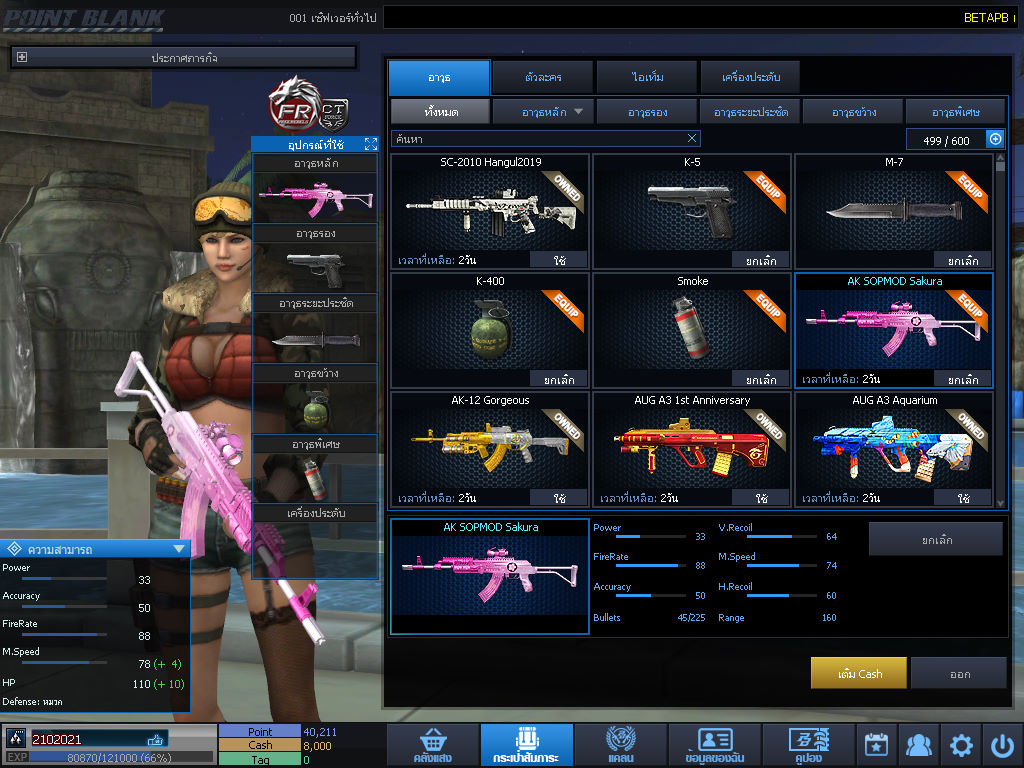 POINT BLANK
001 เซิฟเวอร์ทั่วไป
BETAPB
ประกาศภารกิจ
FR
CT
FORCE
อุปกรณ์ที่ใช้
อาวุธหลัก
อาวุธรอง
อาวุธระยะประชิด
อาวุธขว้าง
อาวุธพิเศษ
เครื่องประดับ
อาวุธ ตัวละคร ไอเท็ม เครื่องประดับ
ทั้งหมด อาวุธหลัก อาวุธรอง อาวุธระยะประชิด อาวุธขว้าง อาวุธพิเศษ
ค้นหา
499 / 600
SC-2010 Hangul2019 K-5 M-7
OWNED EQUIP EQUIP
เวลาที่เหลือ: 2วัน ใช้ ยกเลิก ยกเลิก
K-400 Smoke AK SOPMOD Sakura
EQUIP EQUIP EQUIP
ยกเลิก ยกเลิก เวลาที่เหลือ: 2วัน ยกเลิก
AK-12 Gorgeous AUG A3 1st Anniversary AUG A3 Aquarium
OWNED OWNED OWNED
เวลาที่เหลือ: 2วัน ใช้ เวลาที่เหลือ: 2วัน ใช้ เวลาที่เหลือ: 2วัน ใช้
AK SOPMOD Sakura
Power 33 V.Recoil 64
FireRate 88 M.Speed 74
Accuracy 50 H.Recoil 60
Bullets 45/225 Range 160
ยกเลิก
เติม Cash ออก
ความสามารถ
Power
33
Accuracy
50
FireRate
88
M.Speed
78 (+ 4)
HP
110 (+ 10)
Defense: หมวก
2102021
EXP 80870/121000 (66%)
Point 40,211
Cash 8,000
Tag 0
คลังแสง กระเป๋าสัมภาระ แคลน ข้อมูลของฉัน คูปอง